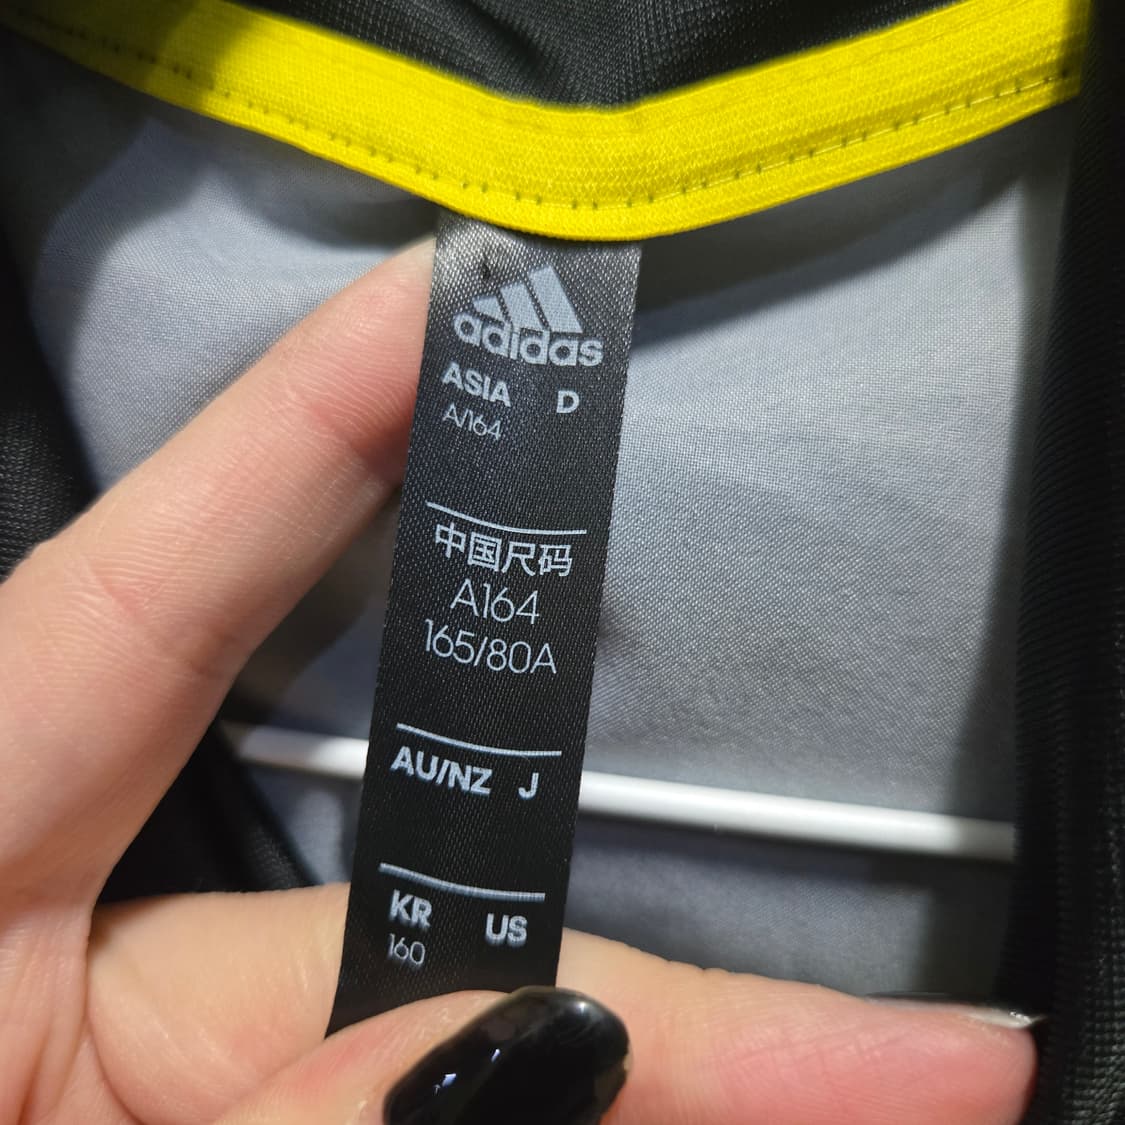 adidas
ASIA D
A/164
中国尺码
A164
165/80A
AU/NZ J
KR US
160